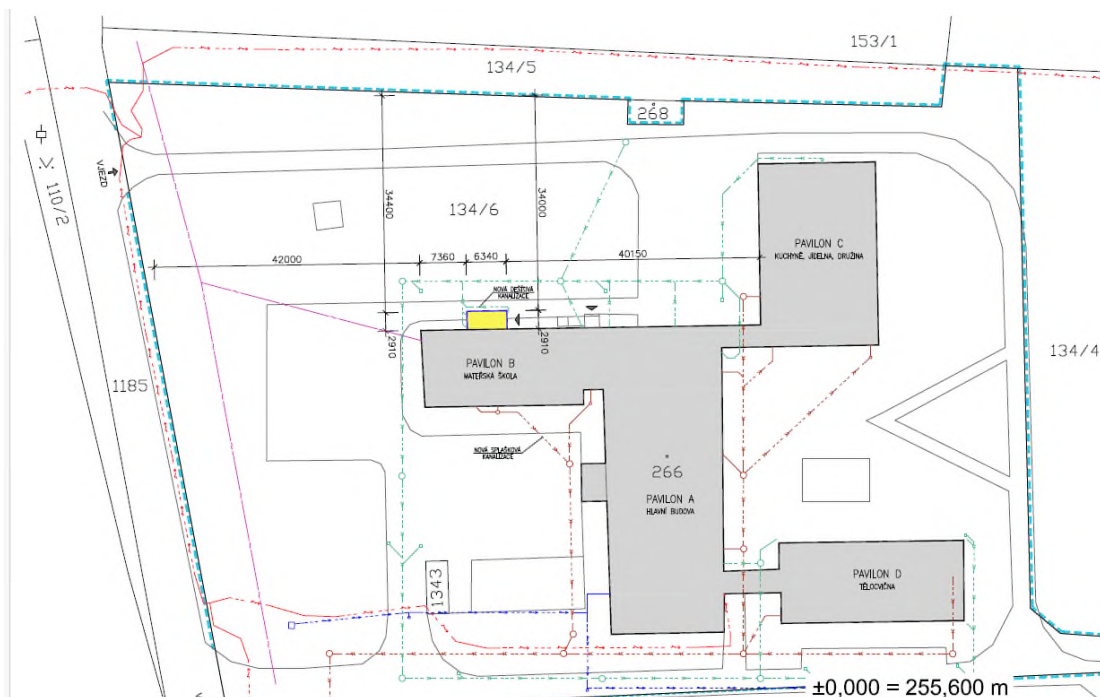 153/1
134/5
268
110/2
VJEZD
34400
134/6
34000
PAVILON C
KUCHYNĚ, JÍDELNA, DRUŽINA
42000
7360
6340
40150
NOVÁ DEŠŤOVÁ
KANALIZACE
2910
2910
PAVILON B
MATEŘSKÁ ŠKOLA
134/4
1185
NOVÁ SPLAŠKOVÁ
KANALIZACE
266
PAVILON A
HLAVNÍ BUDOVA
1343
PAVILON D
TĚLOCVIČNA
±0,000 = 255,600 m